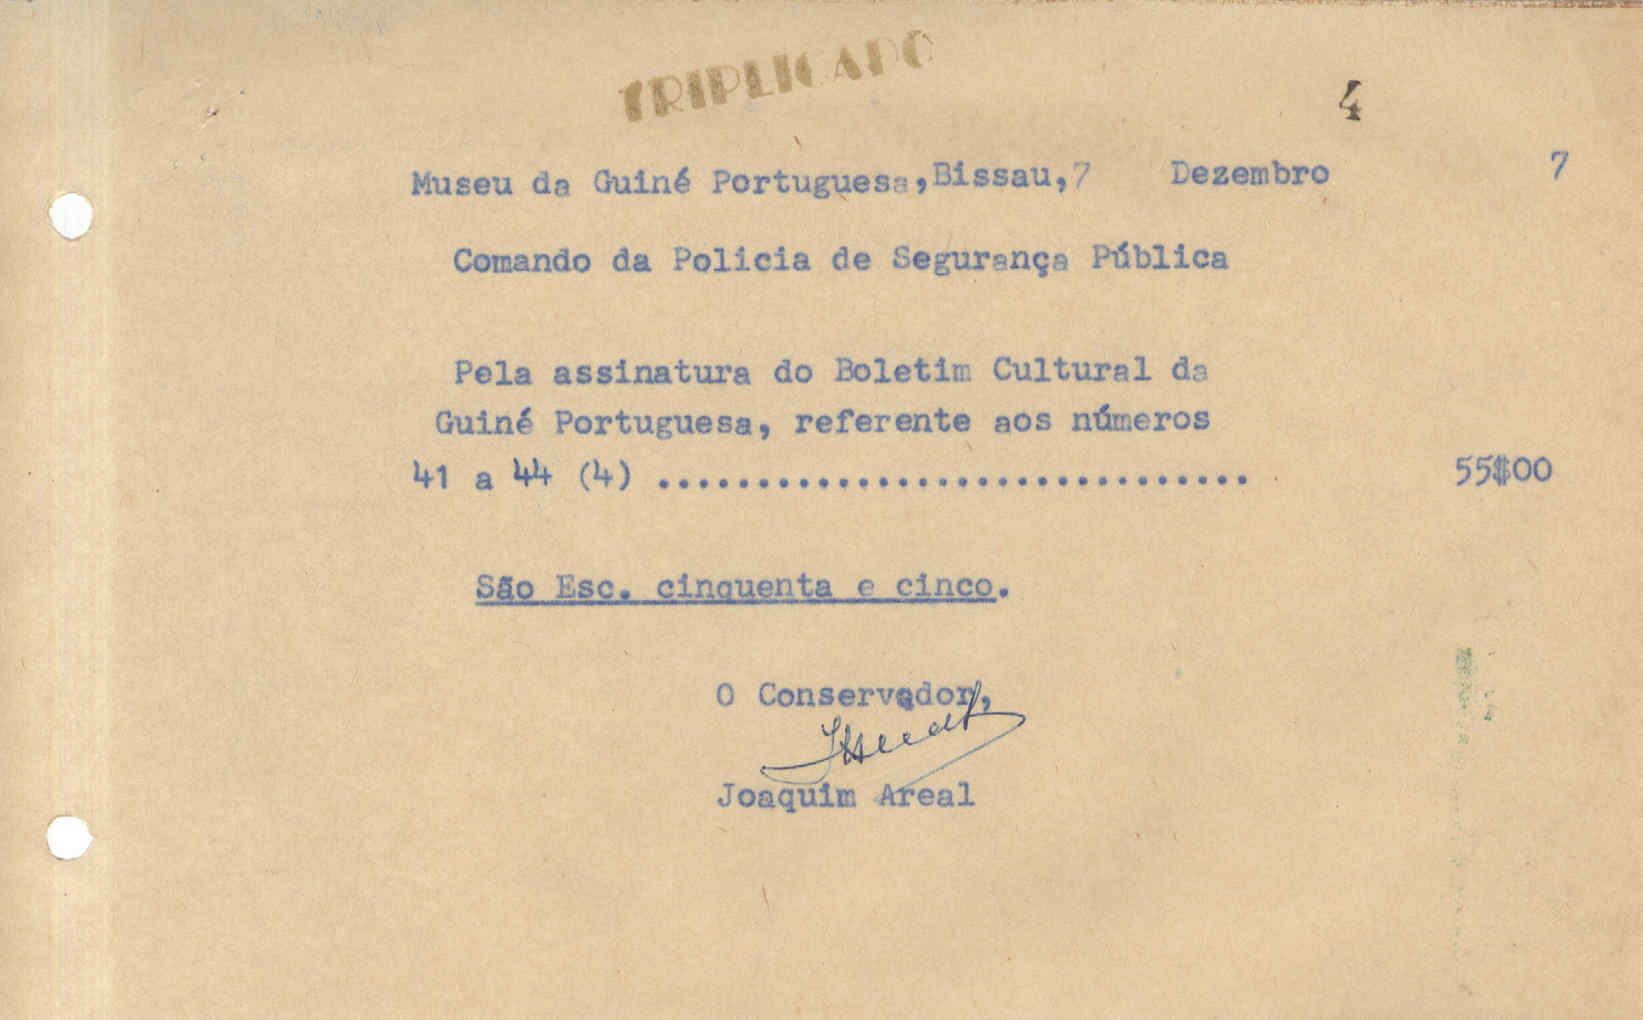 TRIPLICADO
4
Museu da Guiné Portuguesa, Bissau, 7 Dezembro 7
Comando da Policia de Segurança Pública
Pela assinatura do Boletim Cultural da
Guiné Portuguesa, referente aos números
41 a 44 (4) .............................. 55$00
São Esc. cinquenta e cinco.
O Conservador,
Joaquim Areal